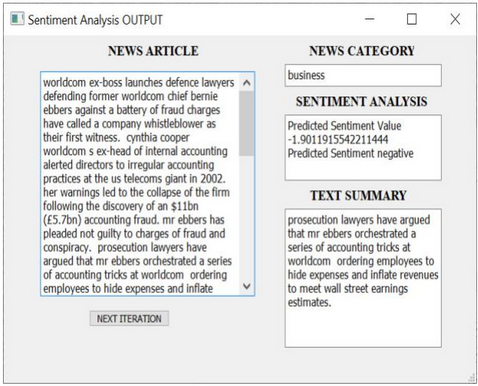 Sentiment Analysis OUTPUT
NEWS ARTICLE
worldcom ex-boss launches defence lawyers
defending former worldcom chief bernie
ebbers against a battery of fraud charges
have called a company whistleblower as
their first witness.  cynthia cooper
worldcom s ex-head of internal accounting
alerted directors to irregular accounting
practices at the us telecoms giant in 2002.
her warnings led to the collapse of the firm
following the discovery of an $11bn
(£5.7bn) accounting fraud. mr ebbers has
pleaded not guilty to charges of fraud and
conspiracy.  prosecution lawyers have
argued that mr ebbers orchestrated a series
of accounting tricks at worldcom  ordering
employees to hide expenses and inflate
NEXT ITERATION
NEWS CATEGORY
business
SENTIMENT ANALYSIS
Predicted Sentiment Value
-1.9011915542211444
Predicted Sentiment negative
TEXT SUMMARY
prosecution lawyers have argued
that mr ebbers orchestrated a
series of accounting tricks at
worldcom  ordering employees to
hide expenses and inflate revenues
to meet wall street earnings
estimates.